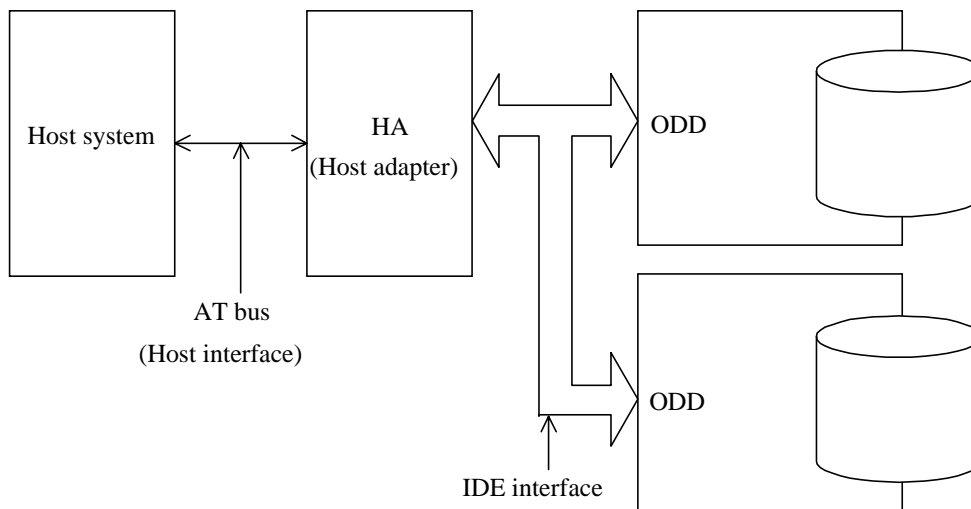 Host system
HA
(Host adapter)
ODD
AT bus
(Host interface)
ODD
IDE interface